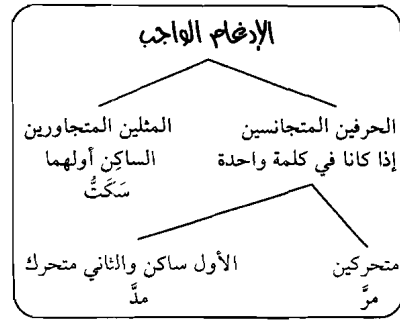 الإدغام الواجب
الحرفين المتجانسين
إذا كانا في كلمة واحدة
المثلين المتجاورين
الساكِن أولهما
سَكَتُّ
متحركين
مرَّ
الأول ساكن والثاني متحرك
مدَّ